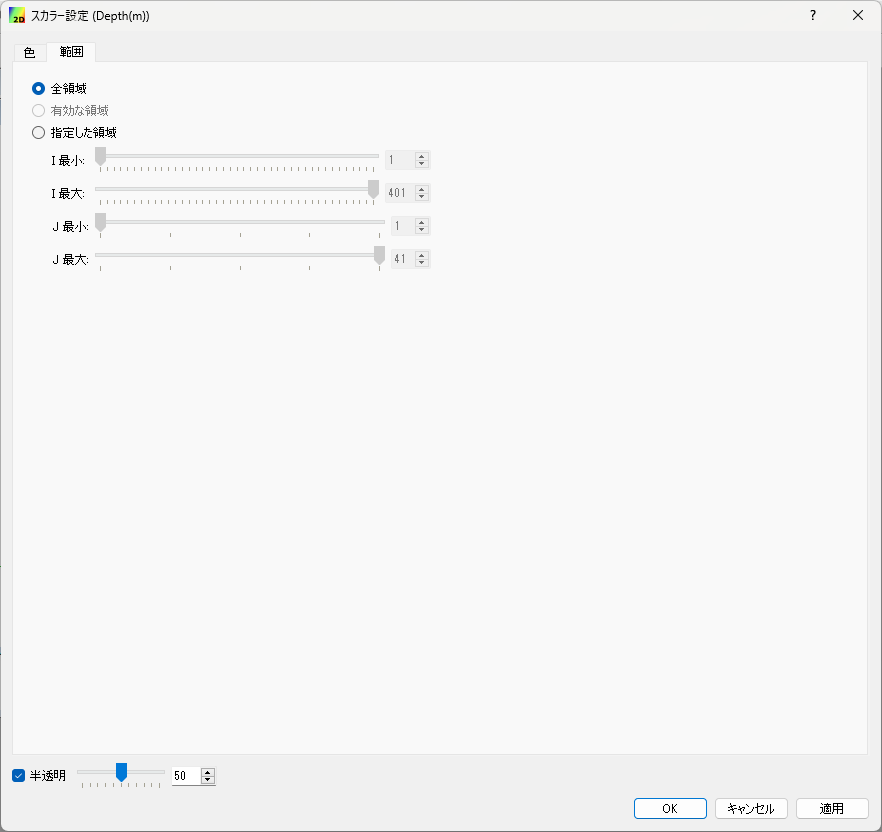 2D スカラー設定 (Depth(m)) ?
色 範囲
全領域
有効な領域
指定した領域
I 最小: 1
I 最大: 401
J 最小: 1
J 最大: 41
半透明 50
OK キャンセル 適用